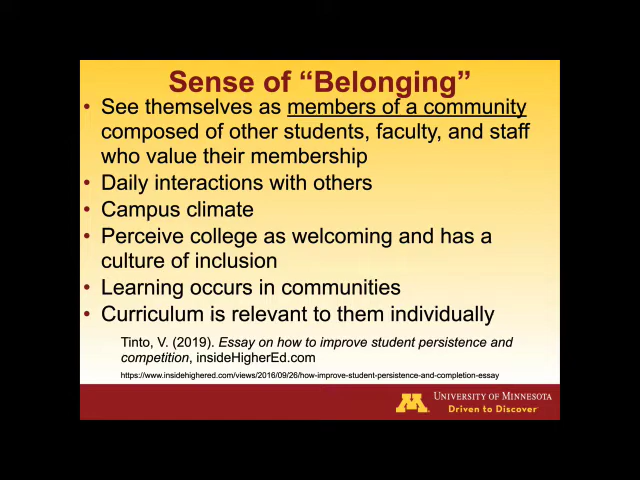 Sense of “Belonging”
• See themselves as members of a community
composed of other students, faculty, and staff
who value their membership
• Daily interactions with others
• Campus climate
• Perceive college as welcoming and has a
culture of inclusion
• Learning occurs in communities
• Curriculum is relevant to them individually
Tinto, V. (2019). Essay on how to improve student persistence and
competition, insideHigherEd.com
https://www.insidehighered.com/views/2016/09/26/how-improve-student-persistence-and-completion-essay
M
UNIVERSITY OF MINNESOTA
Driven to Discover